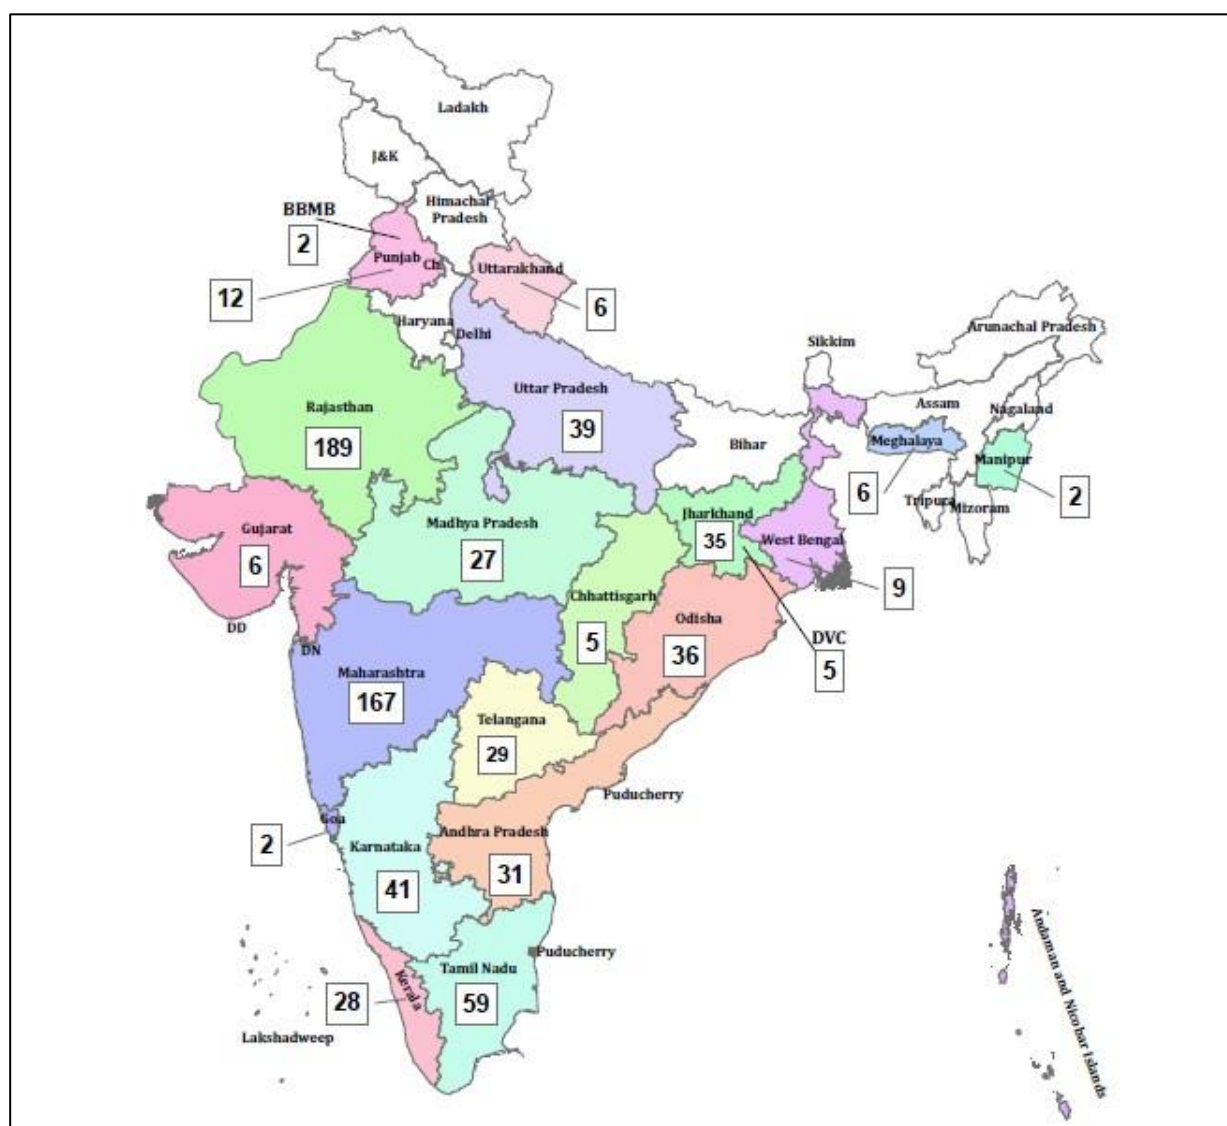 Ladakh
J&K
Himachal
Pradesh
BBMB
2
Punjab
Ch
12
Uttarakhand
6
Haryana
Delhi
Arunachal Pradesh
Sikkim
Uttar Pradesh
39
Rajasthan
189
Assam
Nagaland
Bihar
Meghalaya
Manipur
6
2
Tripura
Mizoram
Gujarat
6
Madhya Pradesh
27
Jharkhand
35
West Bengal
9
Chhattisgarh
5
Odisha
36
DVC
5
DD
DN
Maharashtra
167
Telangana
29
Puducherry
Goa
2
Andhra Pradesh
31
Karnataka
41
Puducherry
Tamil Nadu
59
Kerala
28
Lakshadweep
Andaman and Nicobar Islands